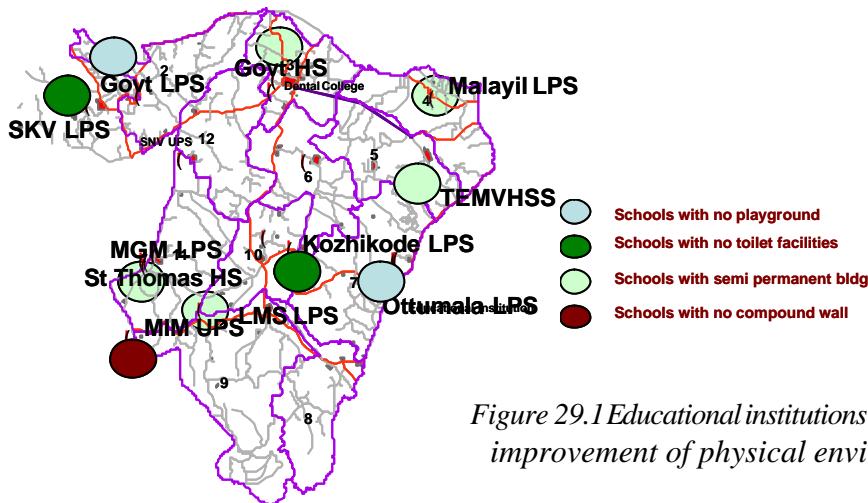 3
2
Govt HS
Govt LPS
Dental College
Malayil LPS
4
SKV LPS
SNV UPS 12
5
6
TEMVHSS
Schools with no playground
MGM LPS
10
Kozhikode LPS
Schools with no toilet facilities
St Thomas HS
7
Schools with semi permanent bldg
Ottumala LPS
MIM UPS
LMS LPS
Schools with no compound wall
9
8
Figure 29.1 Educational institutions
improvement of physical envi